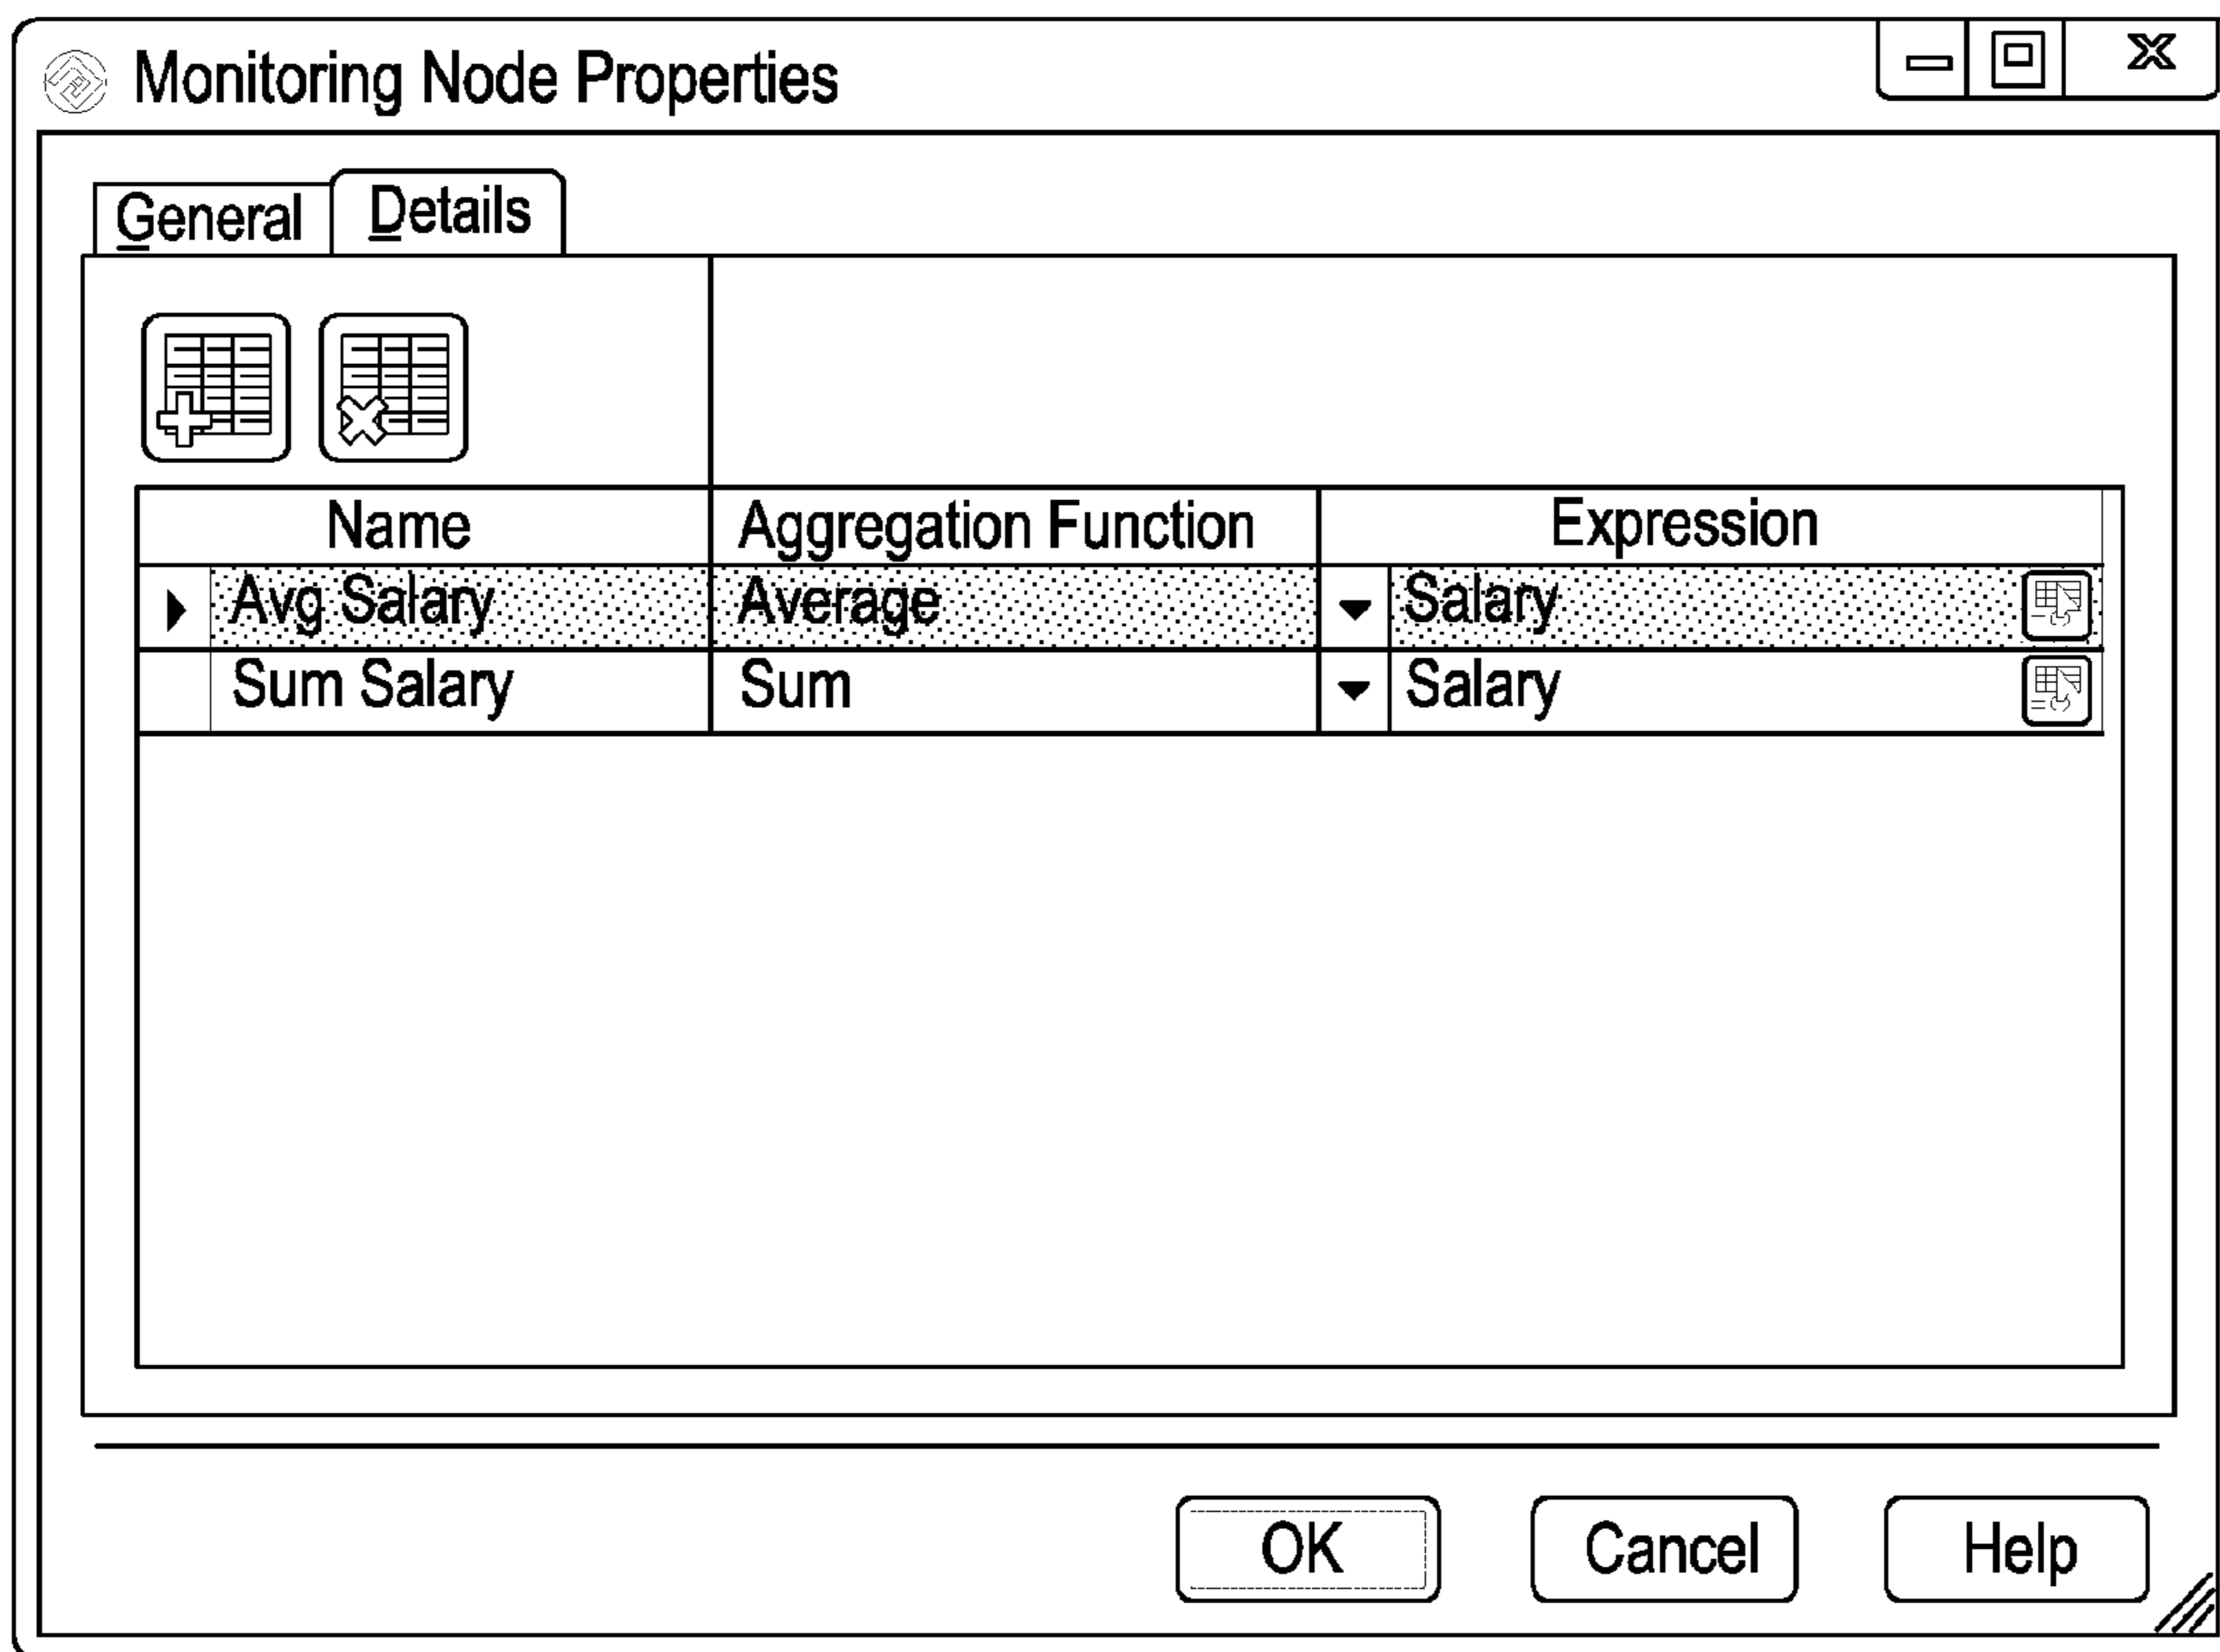 Monitoring Node Properties
General Details
Name Aggregation Function Expression
Avg Salary Average Salary
Sum Salary Sum Salary
OK Cancel Help